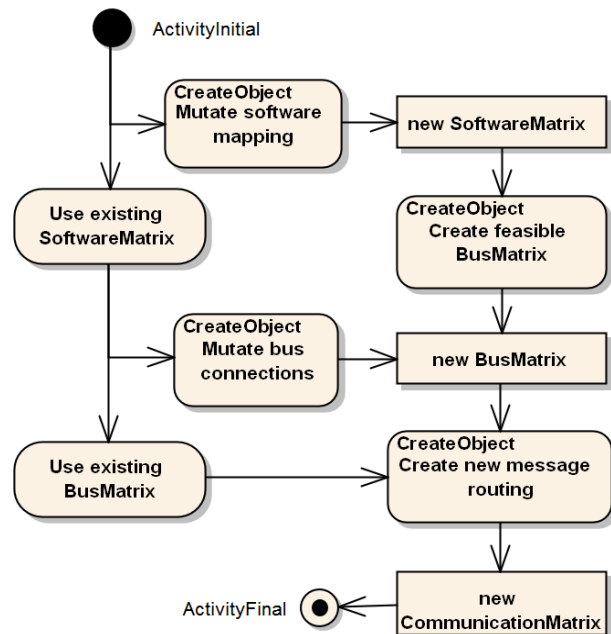 ActivityInitial
CreateObject
Mutate software
mapping
new SoftwareMatrix
Use existing
SoftwareMatrix
CreateObject
Create feasible
BusMatrix
CreateObject
Mutate bus
connections
new BusMatrix
Use existing
BusMatrix
CreateObject
Create new message
routing
ActivityFinal
new
CommunicationMatrix